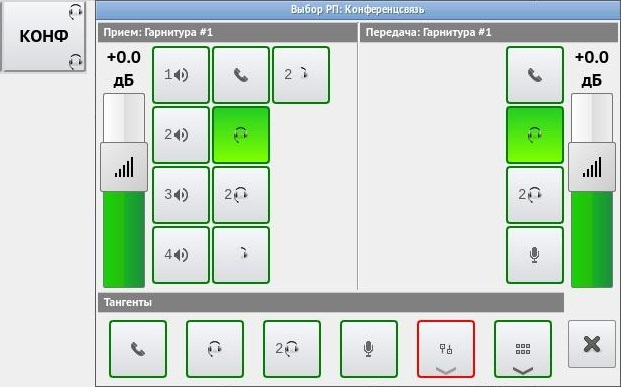 КОНФ
Выбор РП: Конференцсвязь
Прием: Гарнитура #1
Передача: Гарнитура #1
+0.0
дБ
1
2
2
3
2
4
2
+0.0
дБ
Тангенты
2